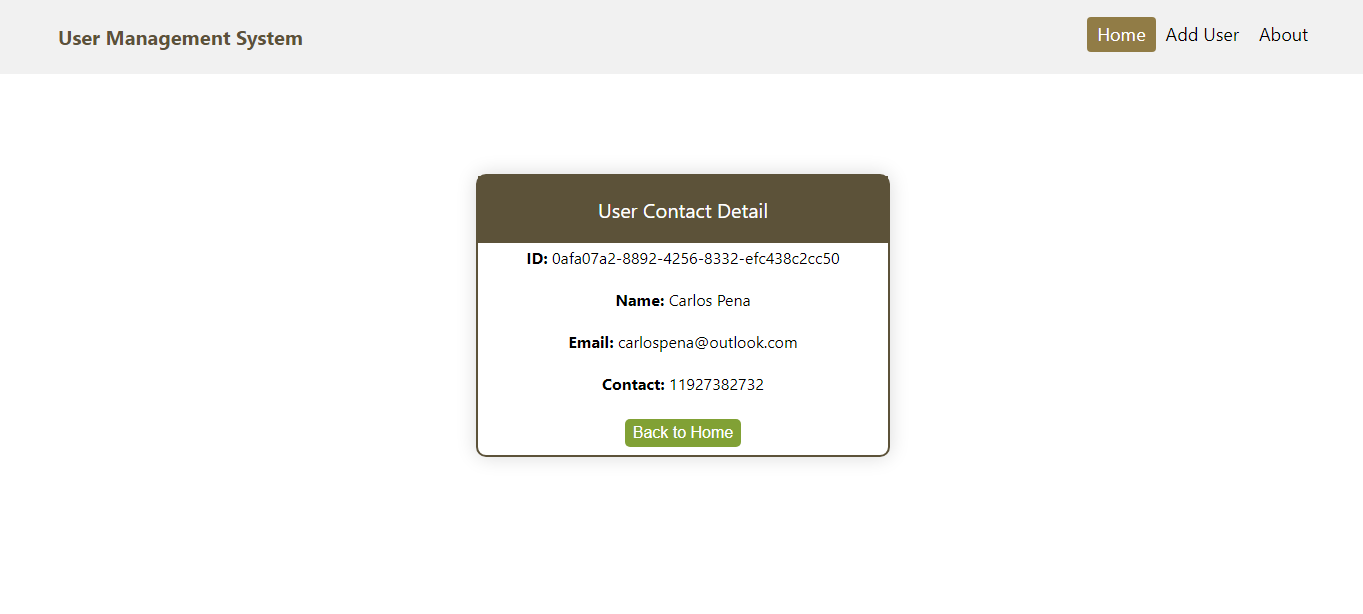 User Management System
Home Add User About
User Contact Detail
ID: 0afa07a2-8892-4256-8332-efc438c2cc50
Name: Carlos Pena
Email: carlospena@outlook.com
Contact: 11927382732
Back to Home